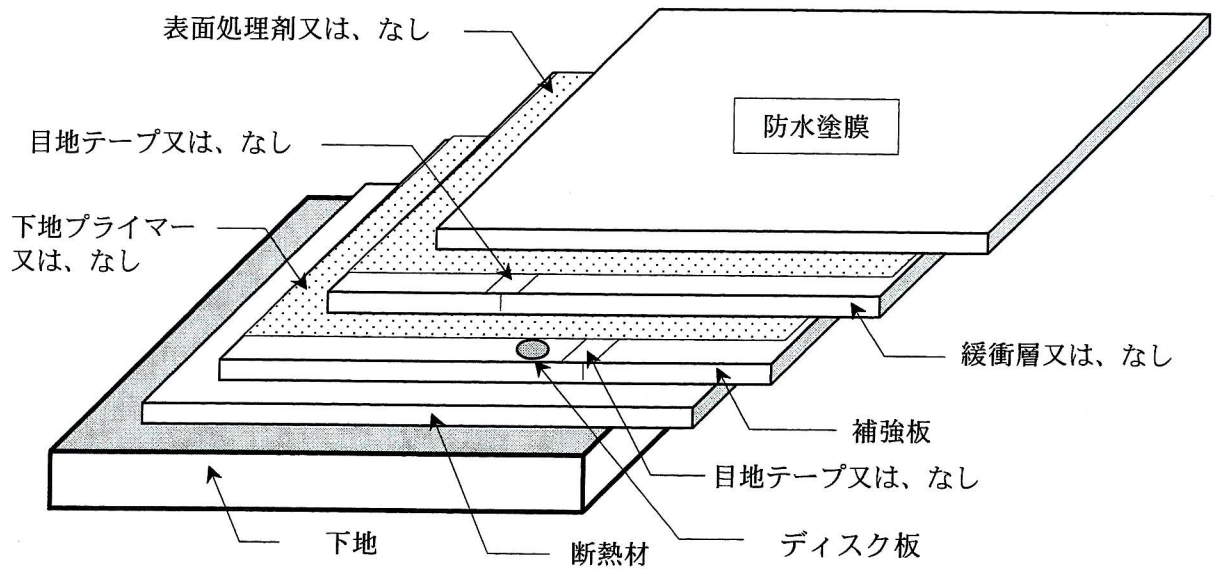 表面処理剤又は、なし
防水塗膜
目地テープ又は、なし
下地プライマー
又は、なし
緩衝層又は、なし
補強板
目地テープ又は、なし
下地
断熱材
ディスク板